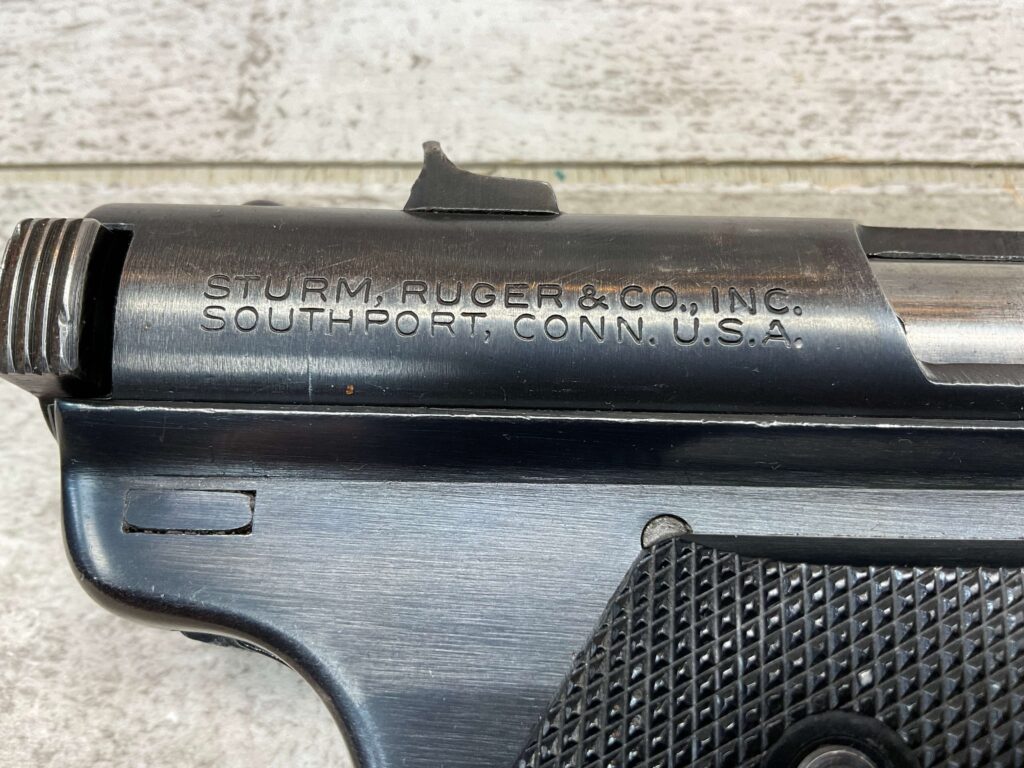 STURM, RUGER & CO., INC.
SOUTHPORT, CONN. U.S.A.